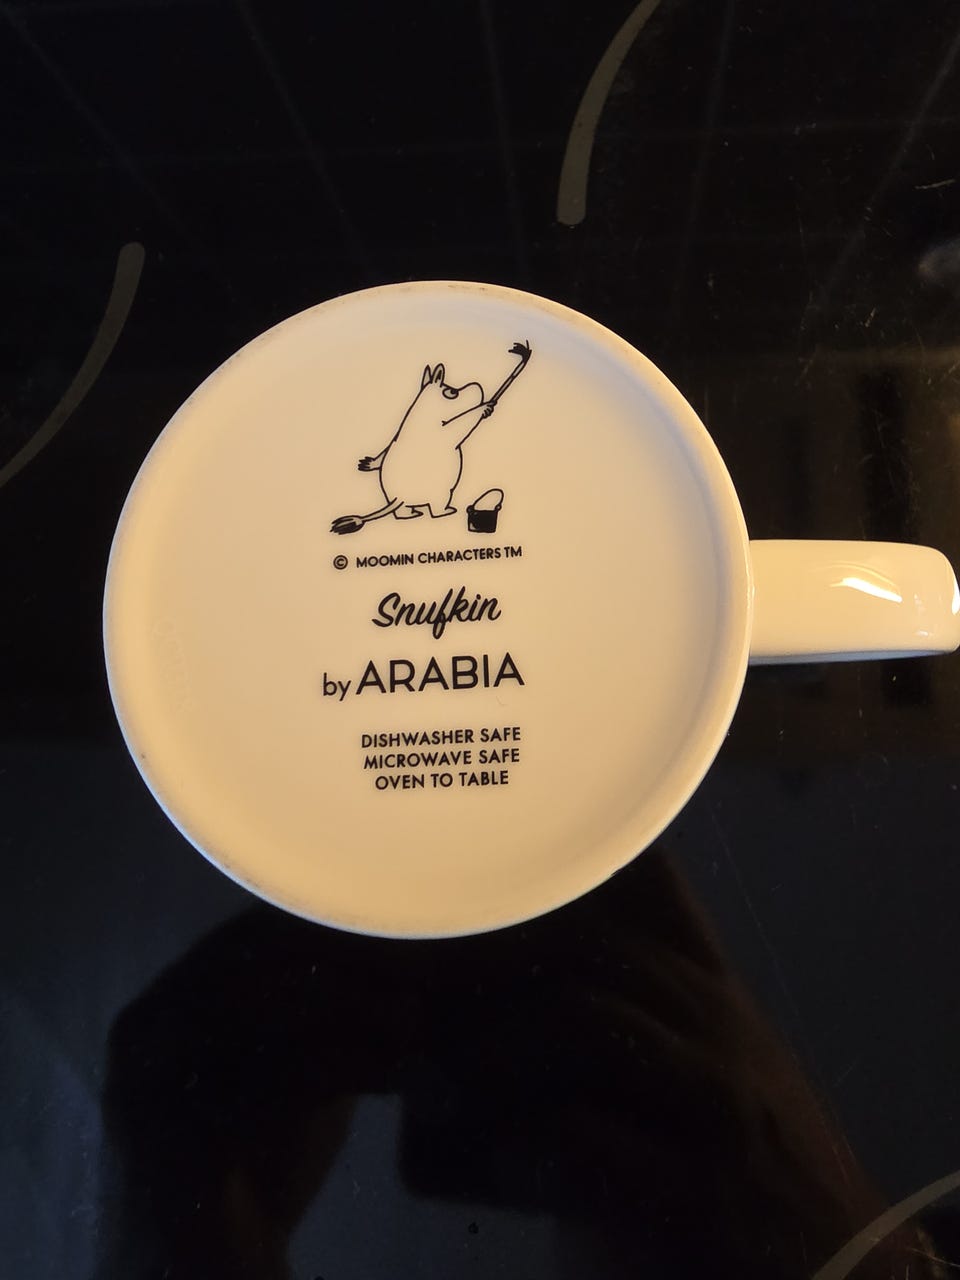 © MOOMIN CHARACTERS TM
Snufkin
by ARABIA
DISHWASHER SAFE
MICROWAVE SAFE
OVEN TO TABLE